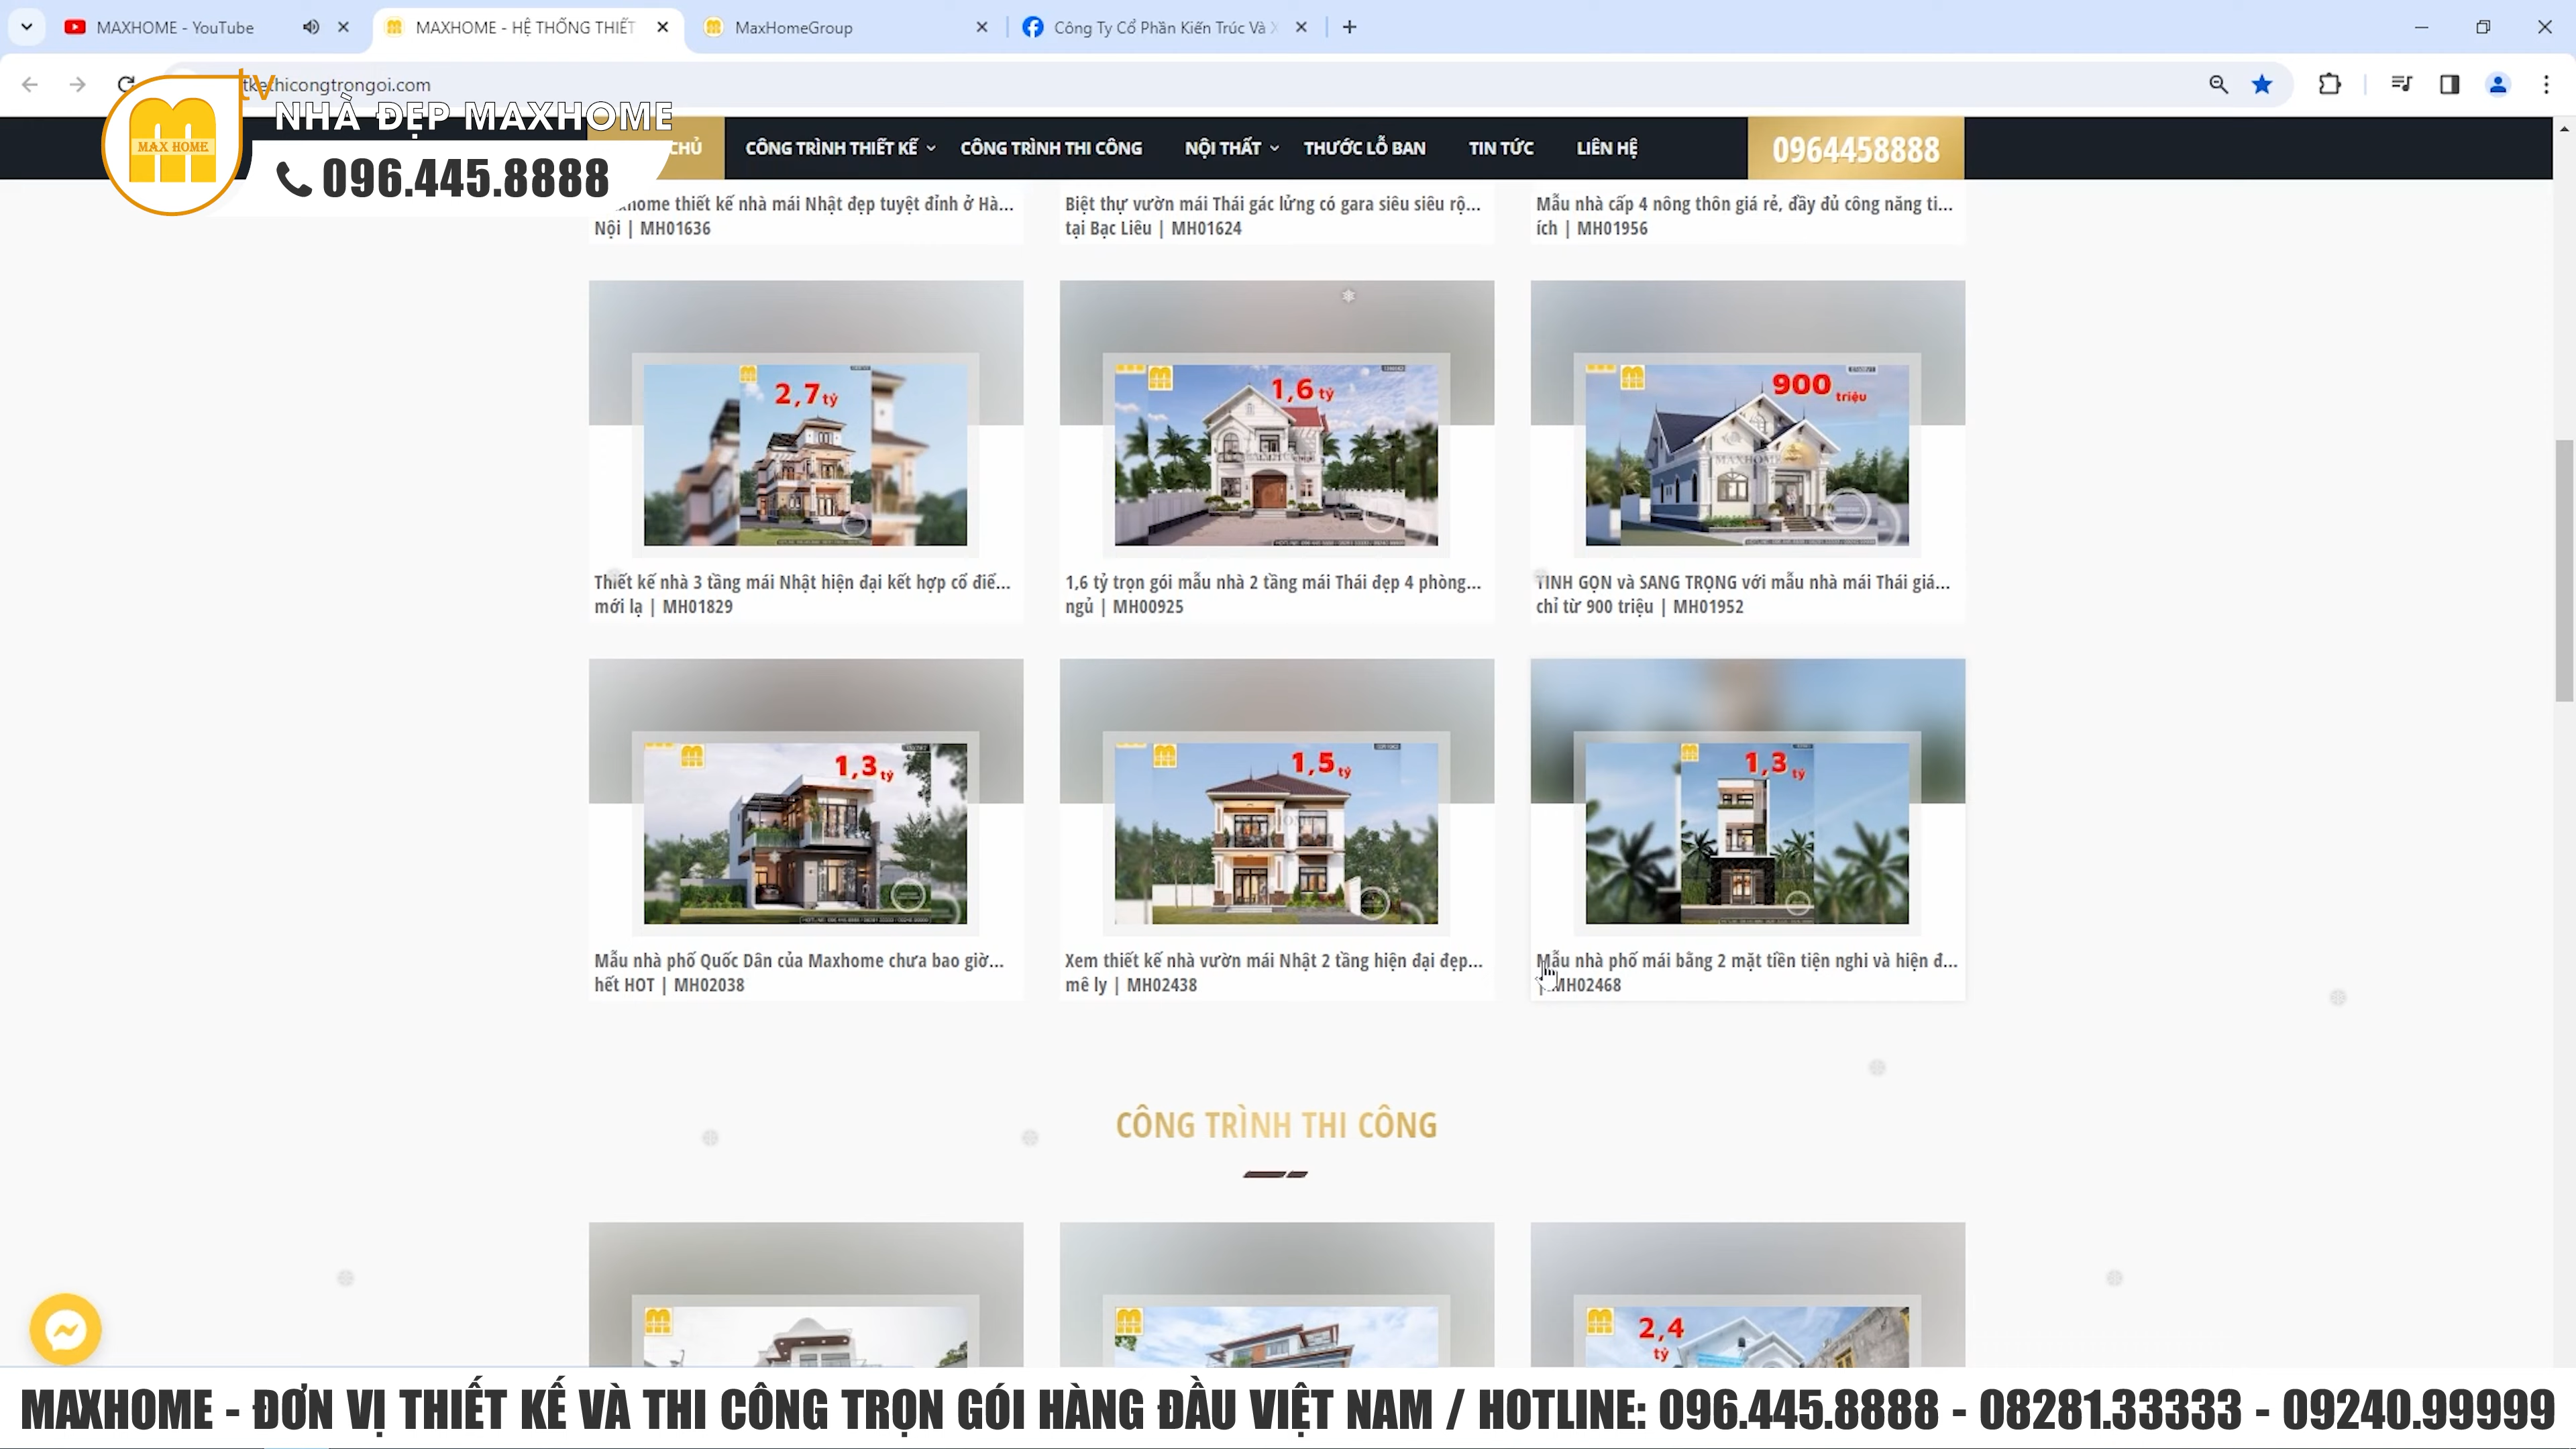 MAXHOME - YouTube
MAXHOME - HỆ THỐNG THIẾT
MaxHomeGroup
Công Ty Cổ Phần Kiến Trúc Và X
tkethicongtrongoi.com
tv
NHÀ ĐẸP MAXHOME
MAX HOME
096.445.8888
CHỦ
CÔNG TRÌNH THIẾT KẾ
CÔNG TRÌNH THI CÔNG
NỘI THẤT
THƯỚC LỖ BAN
TIN TỨC
LIÊN HỆ
0964458888
home thiết kế nhà mái Nhật đẹp tuyệt đỉnh ở Hà...
Nội | MH01636
Biệt thự vườn mái Thái gác lửng có gara siêu siêu rộ...
tại Bạc Liêu | MH01624
Mẫu nhà cấp 4 nông thôn giá rẻ, đầy đủ công năng ti...
ích | MH01956
2,7 tỷ
1,6 tỷ
900 triệu
Thiết kế nhà 3 tầng mái Nhật hiện đại kết hợp cổ điể...
mới lạ | MH01829
1,6 tỷ trọn gói mẫu nhà 2 tầng mái Thái đẹp 4 phòng...
ngủ | MH00925
TINH GỌN và SANG TRỌNG với mẫu nhà mái Thái giá...
chỉ từ 900 triệu | MH01952
1,3 tỷ
1,5 tỷ
1,3 tỷ
Mẫu nhà phố Quốc Dân của Maxhome chưa bao giờ...
hết HOT | MH02038
Xem thiết kế nhà vườn mái Nhật 2 tầng hiện đại đẹp...
mê ly | MH02438
Mẫu nhà phố mái bằng 2 mặt tiền tiện nghi và hiện đ...
| MH02468
CÔNG TRÌNH THI CÔNG
2,4
tỷ
MAXHOME - ĐƠN VỊ THIẾT KẾ VÀ THI CÔNG TRỌN GÓI HÀNG ĐẦU VIỆT NAM / HOTLINE: 096.445.8888 - 08281.33333 - 09240.99999